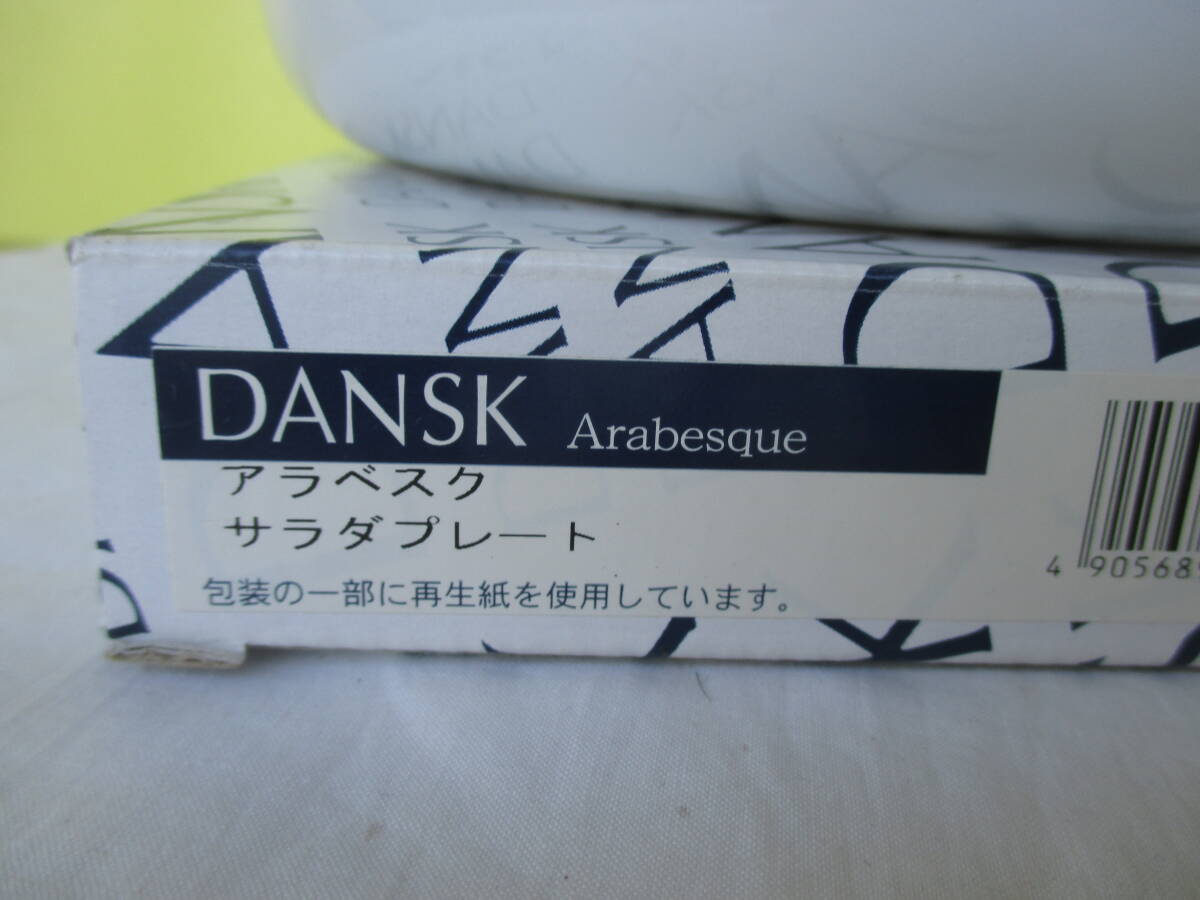 DANSK Arabesque
アラベスク
サラダプレート
包装の一部に再生紙を使用しています。
4 905689